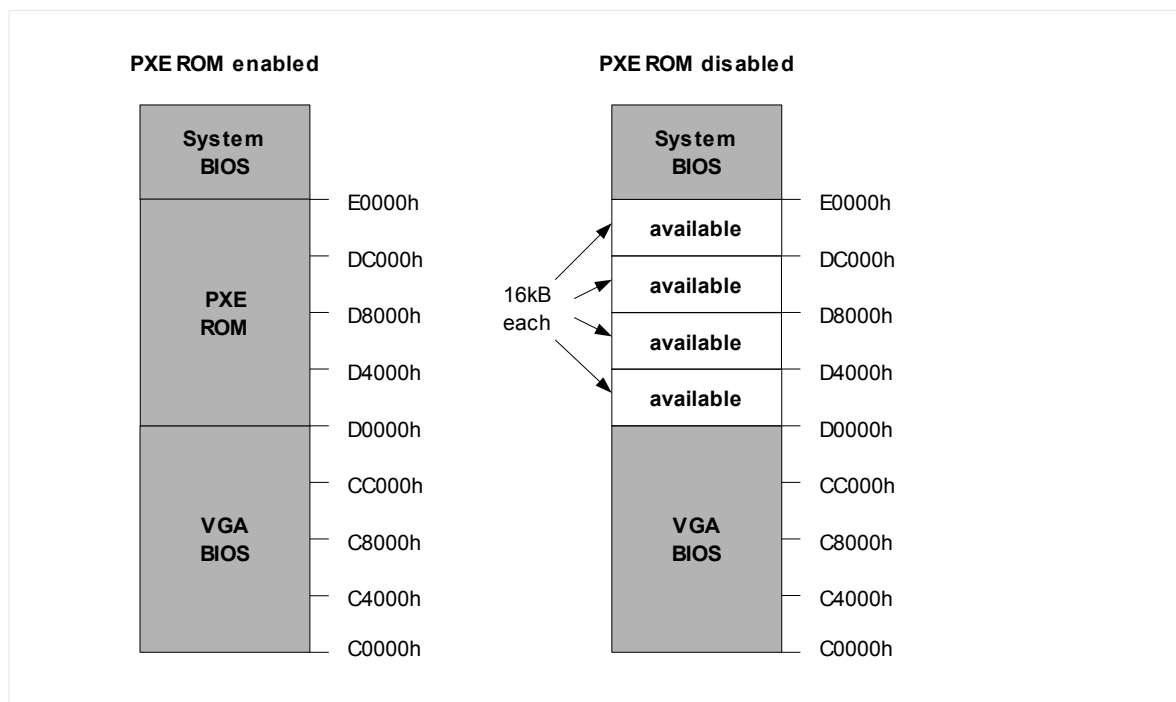 PXE ROM enabled
System
BIOS
E0000h
DC000h
PXE
ROM
D8000h
D4000h
D0000h
CC000h
VGA
BIOS
C8000h
C4000h
C0000h
PXE ROM disabled
System
BIOS
E0000h
available
DC000h
available
16kB
each
D8000h
available
D4000h
available
D0000h
CC000h
VGA
BIOS
C8000h
C4000h
C0000h